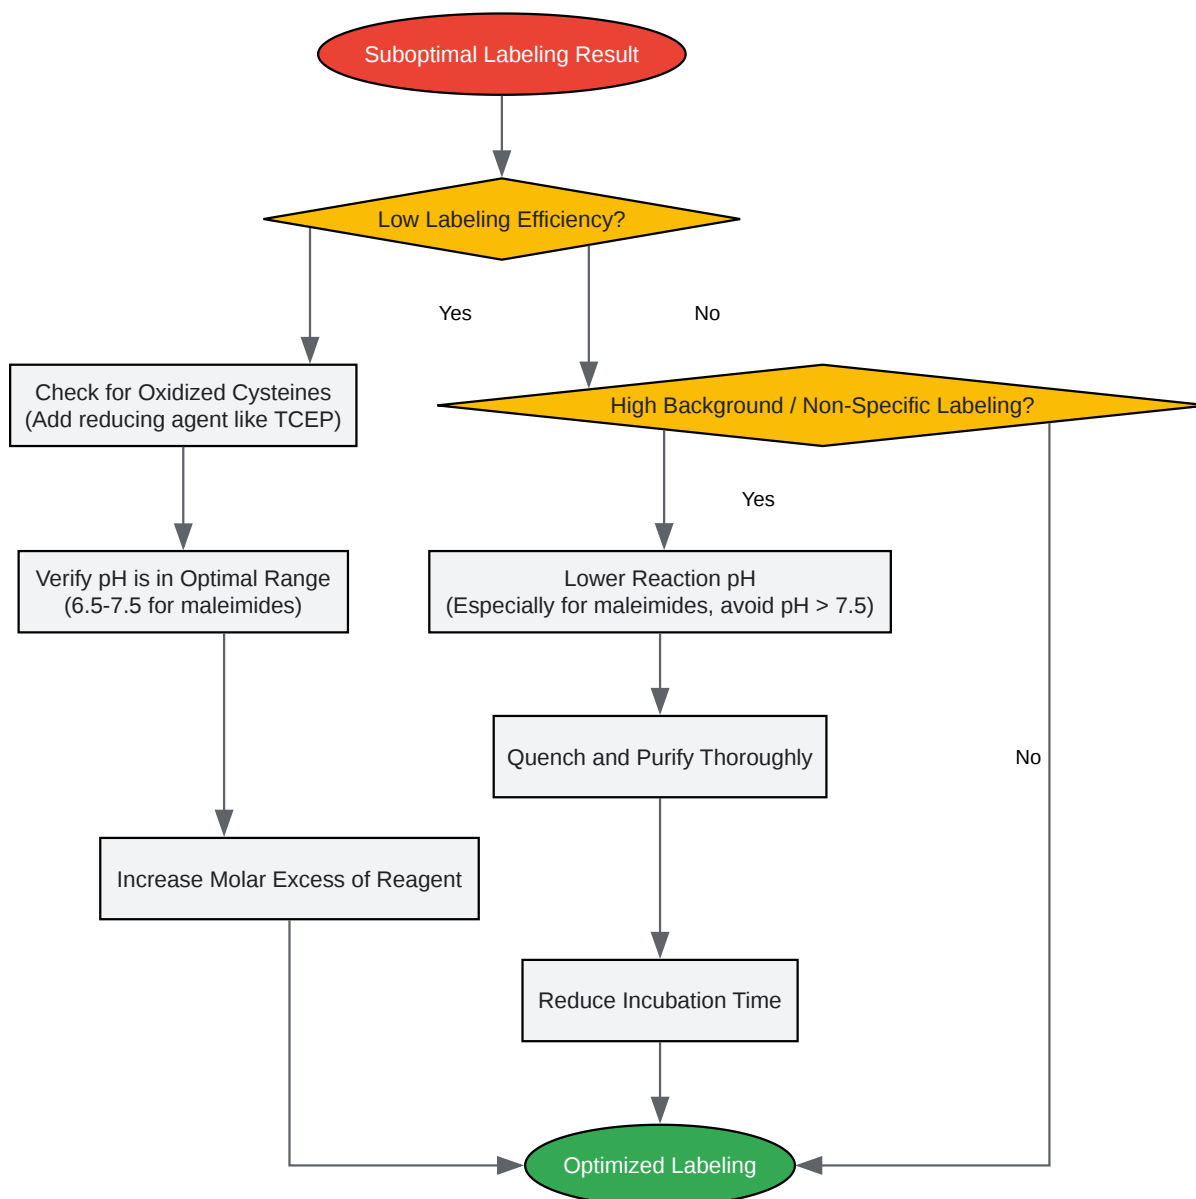 Suboptimal Labeling Result
Low Labeling Efficiency?
Yes
No
Check for Oxidized Cysteines
(Add reducing agent like TCEP)
High Background / Non-Specific Labeling?
Yes
Verify pH is in Optimal Range
(6.5-7.5 for maleimides)
Lower Reaction pH
(Especially for maleimides, avoid pH > 7.5)
Quench and Purify Thoroughly
No
Increase Molar Excess of Reagent
Reduce Incubation Time
Optimized Labeling